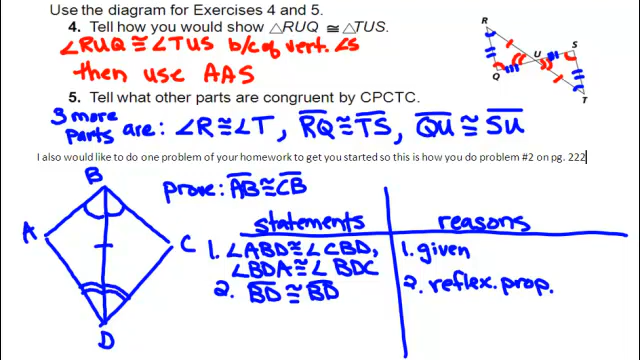 Use the diagram for Exercises 4 and 5.
4. Tell how you would show △RUQ ≅ △TUS.
∠RUQ ≅ ∠TUS b/c of vert. ∠s
then use AAS
R
S
U
Q
T
5. Tell what other parts are congruent by CPCTC.
3 more parts are: ∠R ≅ ∠T, RQ ≅ TS, QU ≅ SU
I also would like to do one problem of your homework to get you started so this is how you do problem #2 on pg. 222
B
A
C
D
prove: AB ≅ CB
statements reasons
1. ∠ABD ≅ ∠CBD, 1. given
∠BDA ≅ ∠BDC
2. BD ≅ BD 2. reflex. prop.